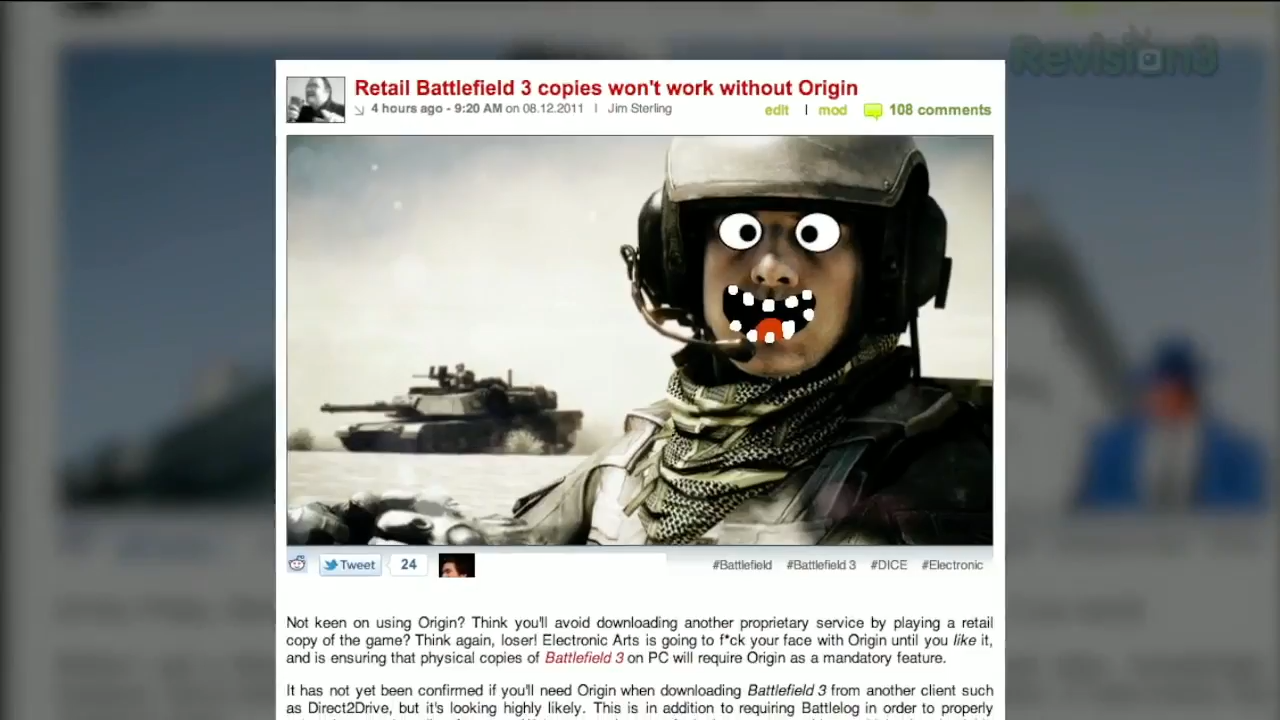 Revision3
Retail Battlefield 3 copies won't work without Origin
4 hours ago - 9:20 AM on 08.12.2011 | Jim Sterling
edit | mod 108 comments
Tweet 24
#Battlefield #Battlefield 3 #DICE #Electronic
Not keen on using Origin? Think you'll avoid downloading another proprietary service by playing a retail
copy of the game? Think again, loser! Electronic Arts is going to f*ck your face with Origin until you like it,
and is ensuring that physical copies of Battlefield 3 on PC will require Origin as a mandatory feature.
It has not yet been confirmed if you'll need Origin when downloading Battlefield 3 from another client such
as Direct2Drive, but it's looking highly likely. This is in addition to requiring Battlelog in order to properly